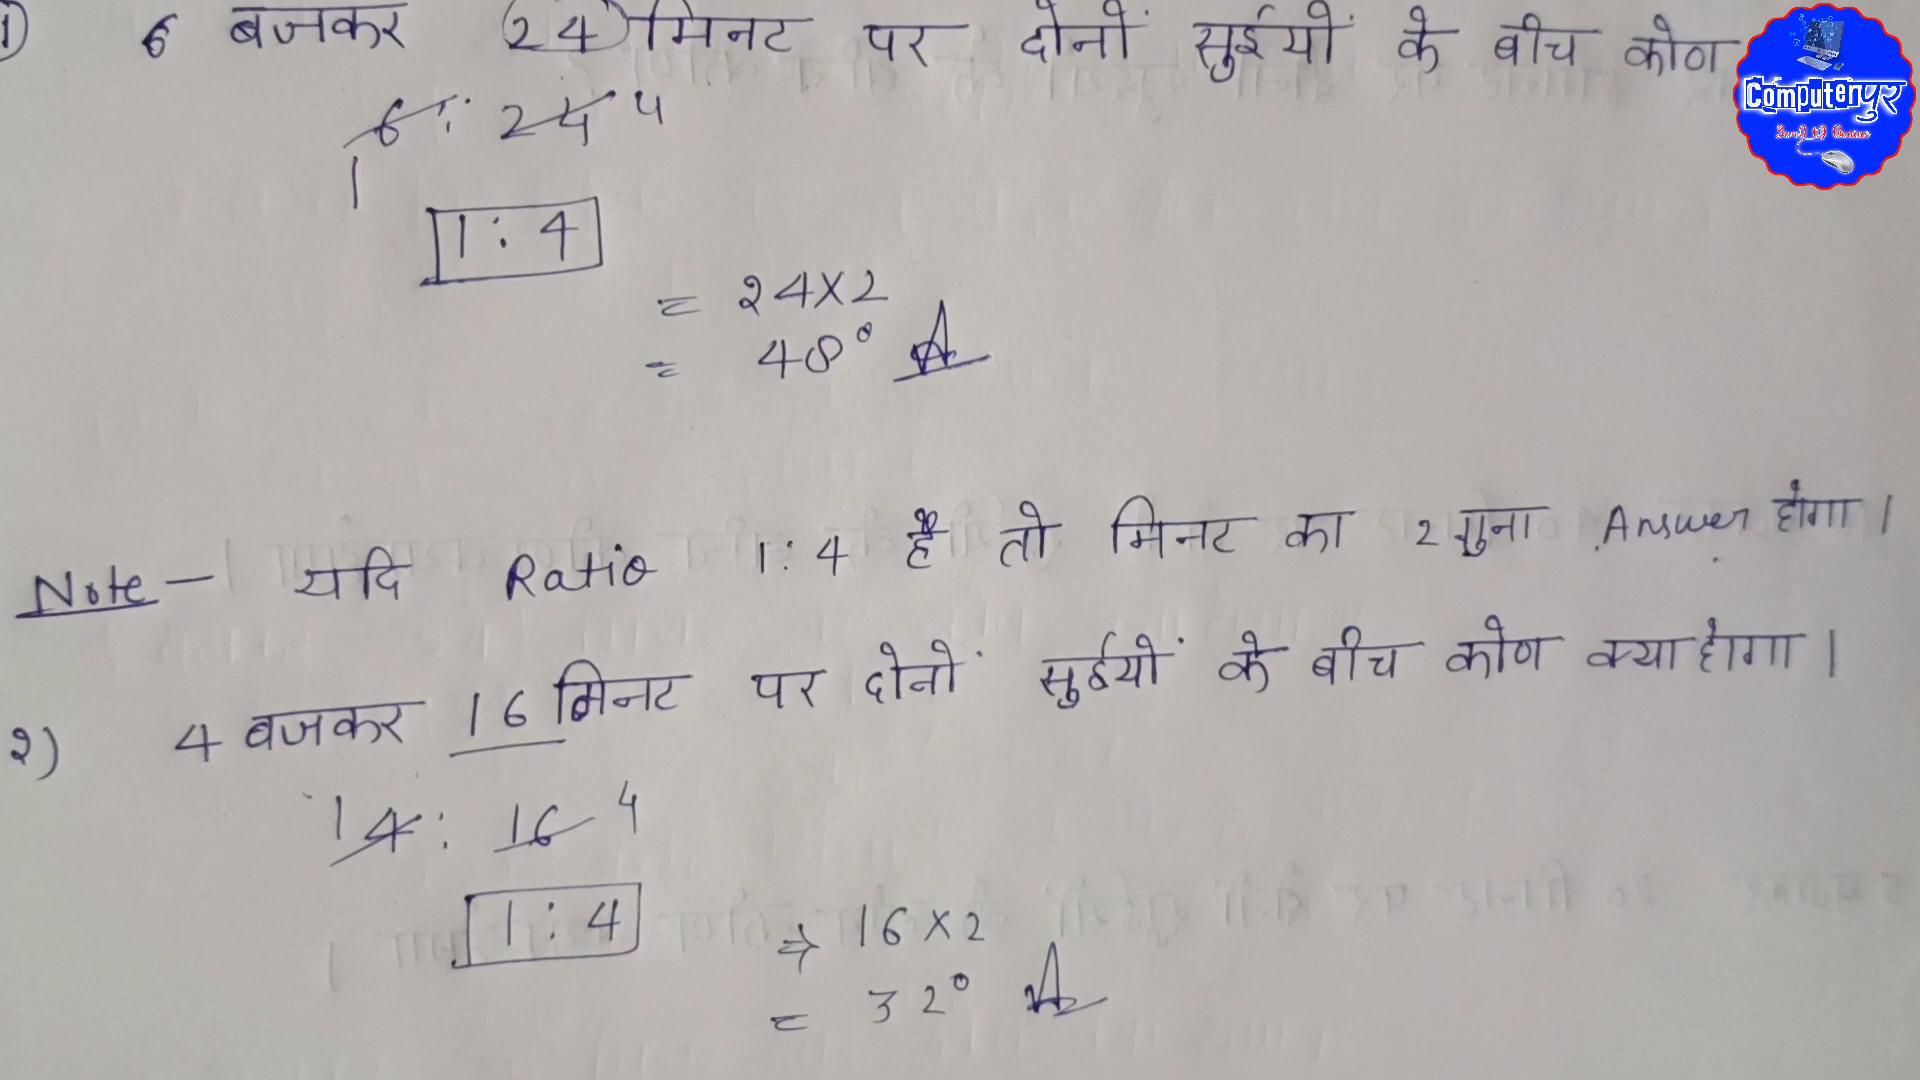 1) 6 बजकर 24 मिनट पर दोनों सुईयों के बीच कोण
6 : 24 4
1
1 : 4
= 24×2
= 48° A
Note - यदि Ratio 1:4 है तो मिनट का 2 गुना Answer होगा।
२) 4 बजकर 16 मिनट पर दोनों सुईयों के बीच कोण क्या होगा।
1 4 : 16 4
1 : 4
⇒ 16×2
= 32° A
Computerपुर